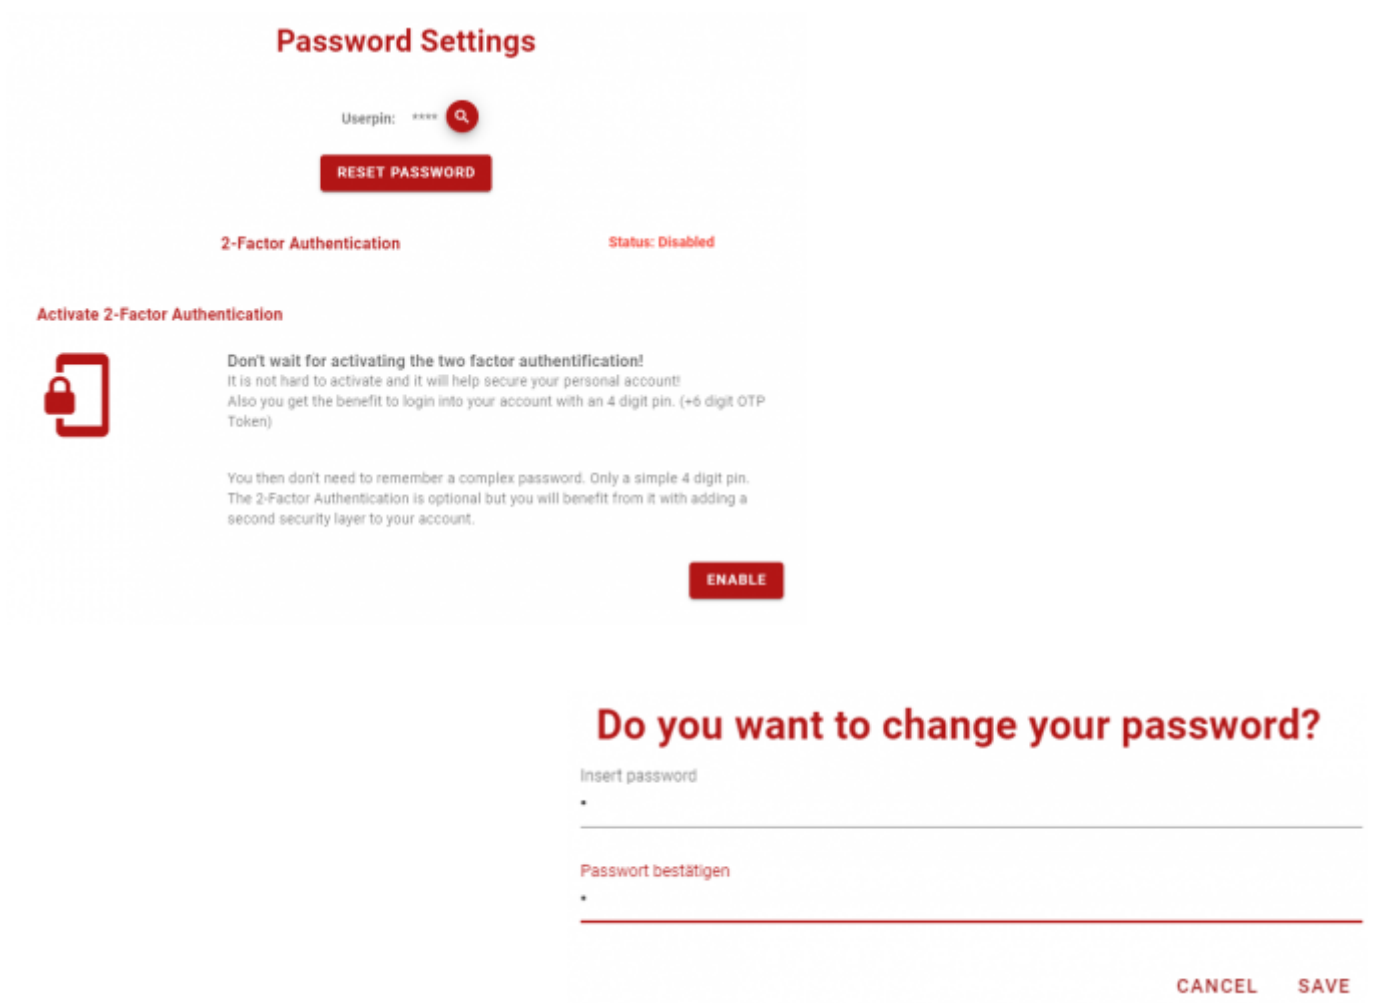 Password Settings
Userpin: ****
RESET PASSWORD
2-Factor Authentication Status: Disabled
Activate 2-Factor Authentication
Don't wait for activating the two factor authentification!
It is not hard to activate and it will help secure your personal account!
Also you get the benefit to login into your account with an 4 digit pin. (+6 digit OTP
Token)
You then don't need to remember a complex password. Only a simple 4 digit pin.
The 2-Factor Authentication is optional but you will benefit from it with adding a
second security layer to your account.
ENABLE
Do you want to change your password?
Insert password
•
Passwort bestätigen
•
CANCEL SAVE